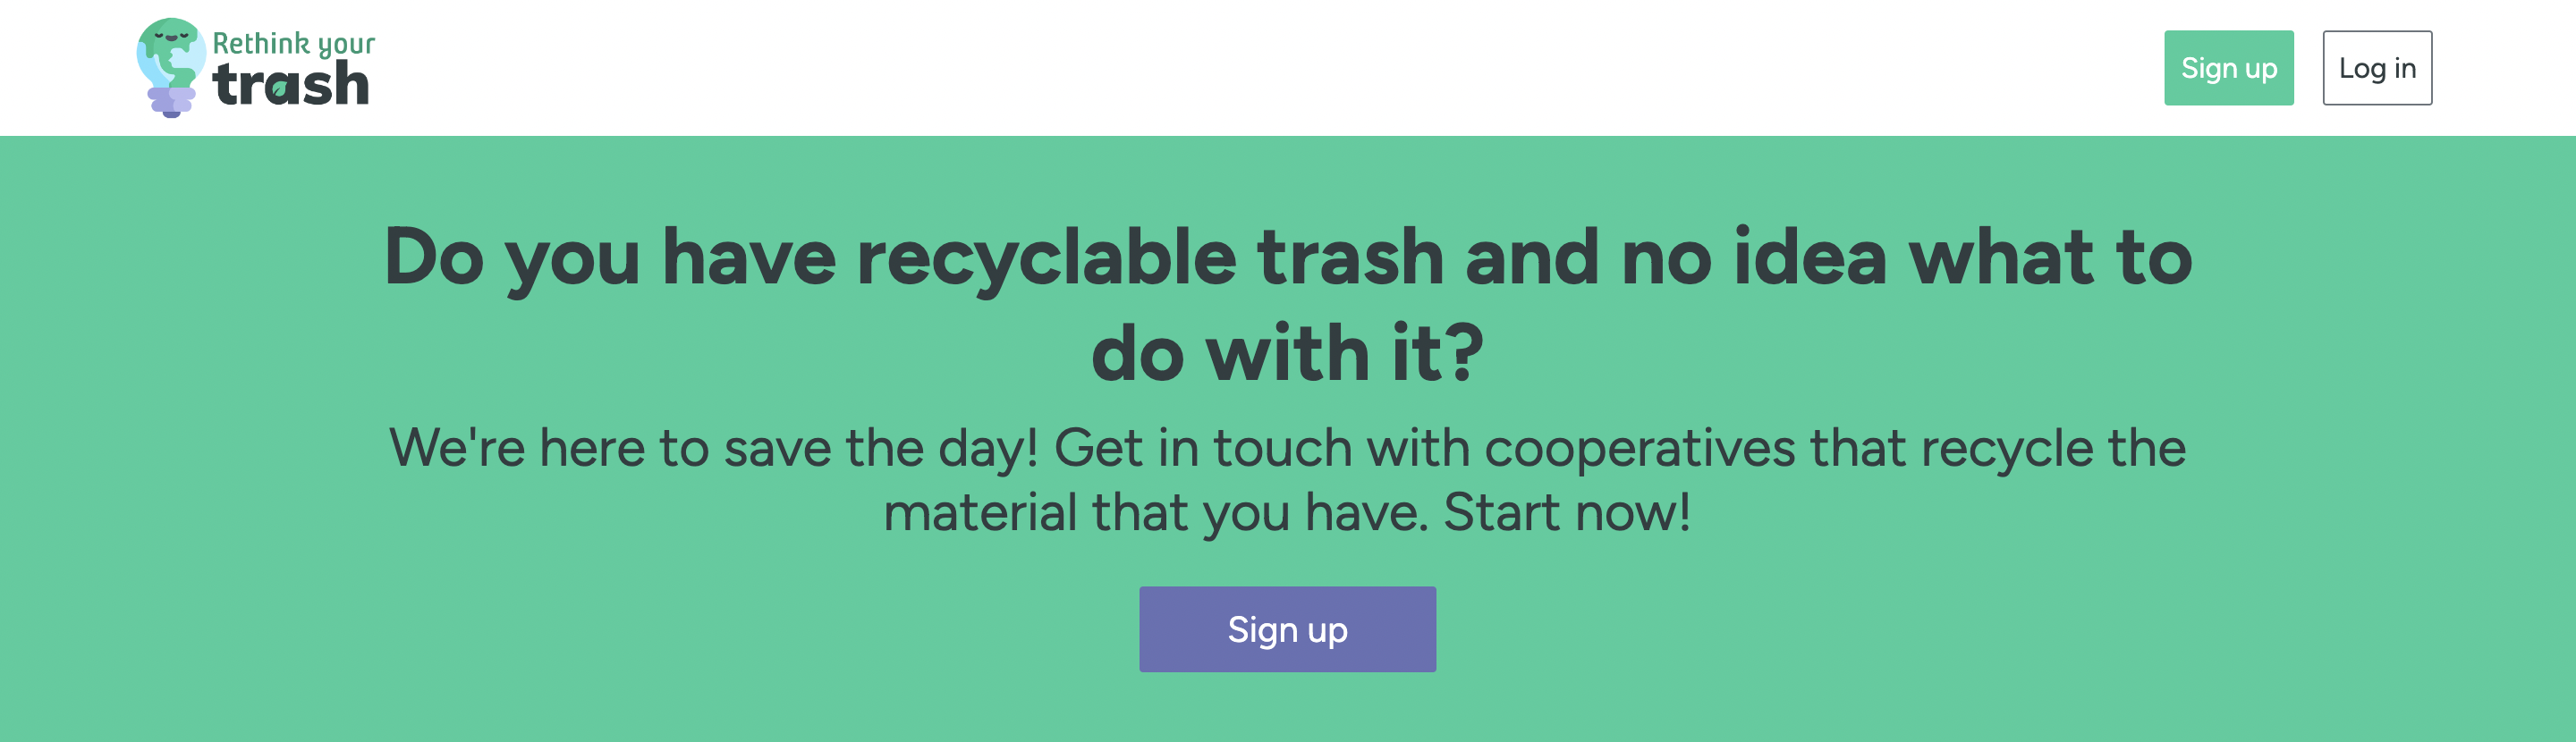 Rethink your
trash
Sign up
Log in
Do you have recyclable trash and no idea what to
do with it?
We're here to save the day! Get in touch with cooperatives that recycle the
material that you have. Start now!
Sign up